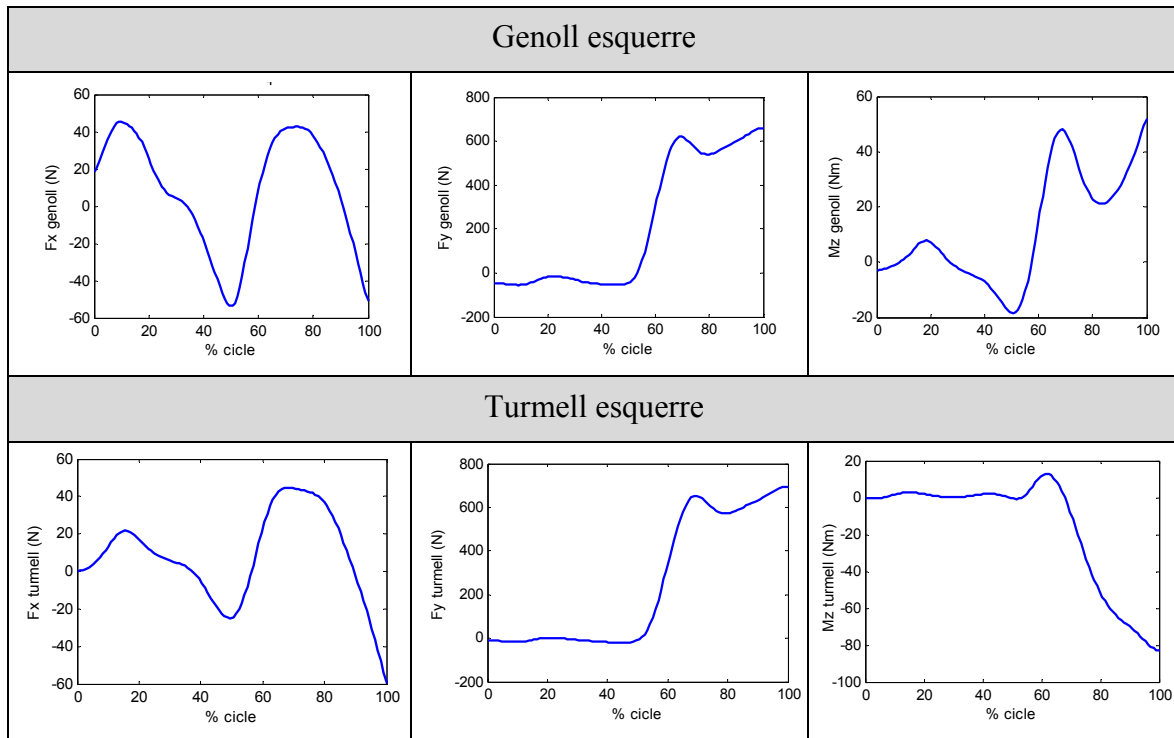 Genoll esquerre
60
40
20
0
-20
-40
-60
0 20 40 60 80 100
% cicle
Fx genoll (N)
800
600
400
200
0
-200
0 20 40 60 80 100
% cicle
Fy genoll (N)
60
40
20
0
-20
0 20 40 60 80 100
% cicle
Mz genoll (Nm)
Turmell esquerre
60
40
20
0
-20
-40
-60
0 20 40 60 80 100
% cicle
Fx turmell (N)
800
600
400
200
0
-200
0 20 40 60 80 100
% cicle
Fy turmell (N)
20
0
-20
-40
-60
-80
-100
0 20 40 60 80 100
% cicle
Mz turmell (Nm)